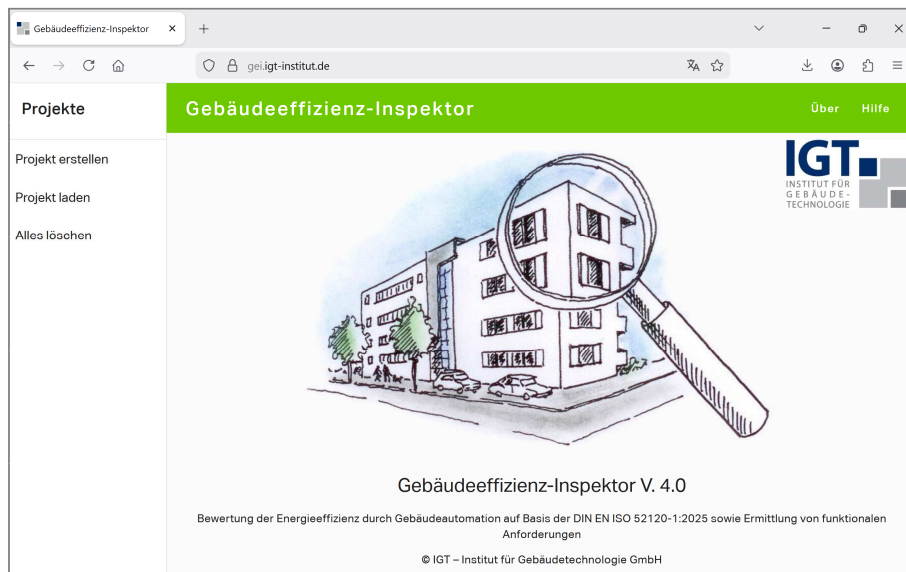 Gebäudeeffizienz-Inspektor
gei.igt-institut.de
Projekte
Gebäudeeffizienz-Inspektor
Über
Hilfe
Projekt erstellen
Projekt laden
Alles löschen
IGT
INSTITUT FÜR
GEBÄUDE-
TECHNOLOGIE
Gebäudeeffizienz-Inspektor V. 4.0
Bewertung der Energieeffizienz durch Gebäudeautomation auf Basis der DIN EN ISO 52120-1:2025 sowie Ermittlung von funktionalen
Anforderungen
© IGT – Institut für Gebäudetechnologie GmbH